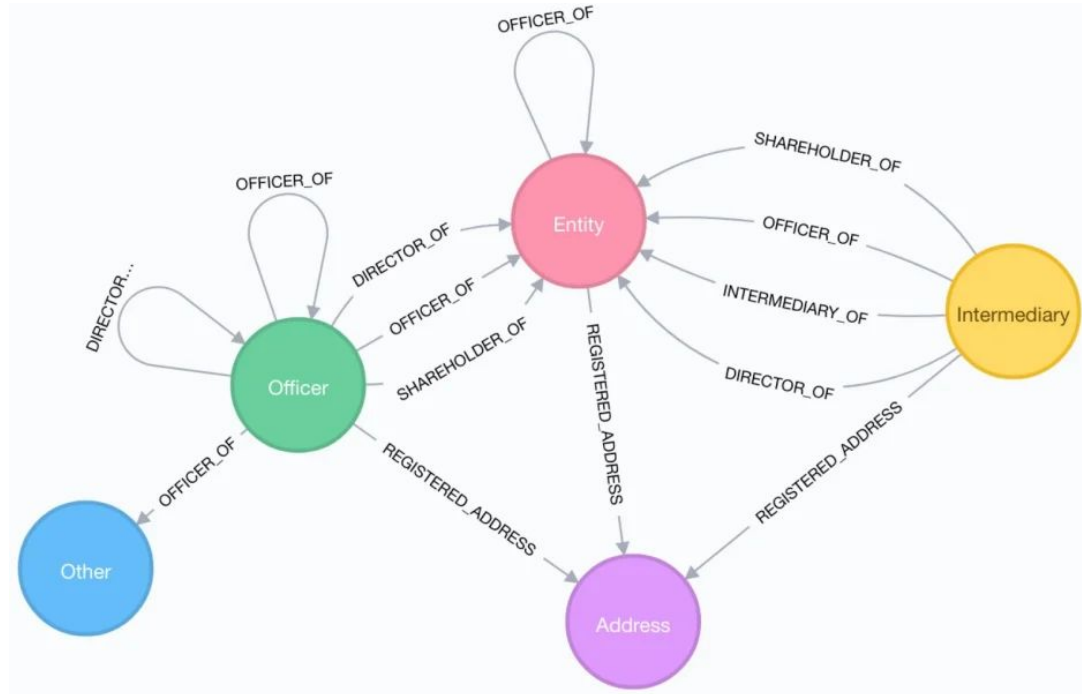 OFFICER_OF
SHAREHOLDER_OF
OFFICER_OF
Entity
OFFICER_OF
DIRECTOR_OF
INTERMEDIARY_OF
Intermediary
DIRECTOR...
OFFICER_OF
SHAREHOLDER_OF
DIRECTOR_OF
Officer
REGISTERED_ADDRESS
OFFICER_OF
REGISTERED_ADDRESS
REGISTERED_ADDRESS
Other
Address